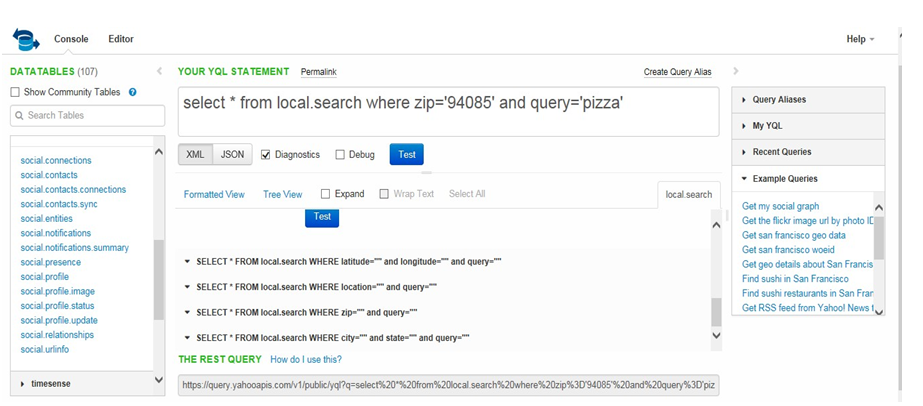 Console Editor Help
DATATABLES (107)
Show Community Tables ?
Search Tables
social.connections
social.contacts
social.contacts.connections
social.contacts.sync
social.entities
social.notifications
social.notifications.summary
social.presence
social.profile
social.profile.image
social.profile.status
social.profile.update
social.relationships
social.urlinfo
timesense
YOUR YQL STATEMENT Permalink Create Query Alias
select * from local.search where zip='94085' and query='pizza'
XML JSON Diagnostics Debug Test
Formatted View Tree View Expand Wrap Text Select All local.search
Test
SELECT * FROM local.search WHERE latitude="" and longitude="" and query=""
SELECT * FROM local.search WHERE location="" and query=""
SELECT * FROM local.search WHERE zip="" and query=""
SELECT * FROM local.search WHERE city="" and state="" and query=""
THE REST QUERY How do I use this?
https://query.yahooapis.com/v1/public/yql?q=select%20*%20from%20local.search%20where%20zip%3D'94085'%20and%20query%3D'piz
Query Aliases
My YQL
Recent Queries
Example Queries
Get my social graph
Get the flickr image url by photo ID
Get san francisco geo data
Get san francisco woeid
Get geo details about San Francis
Find sushi in San Francisco
Find sushi restaurants in San Fran
Get RSS feed from Yahoo! News t